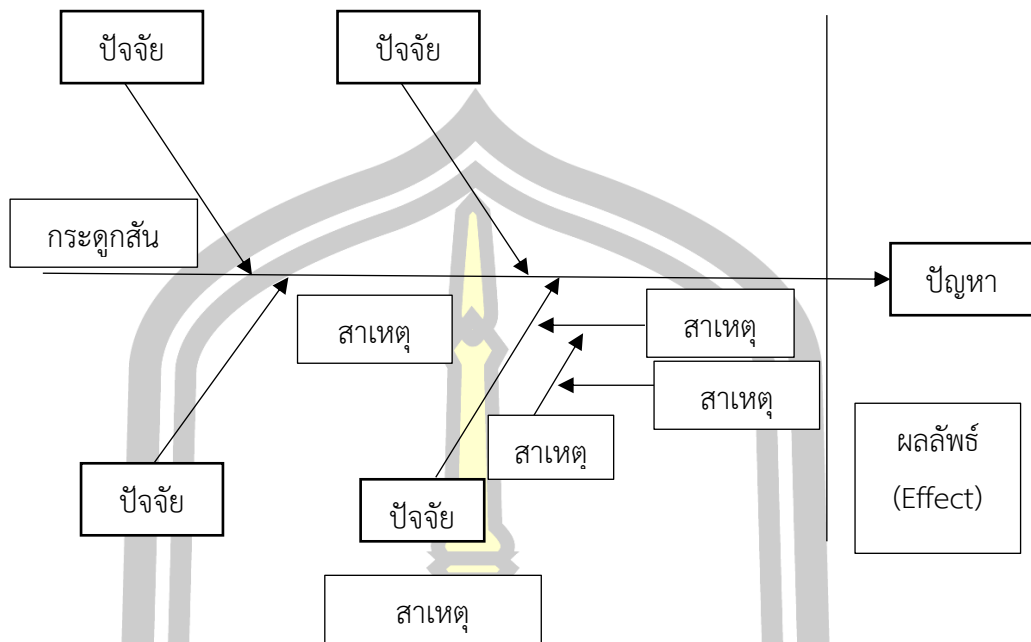 ปัจจัย
ปัจจัย
กระดูกสัน
ปัญหา
สาเหตุ
สาเหตุ
สาเหตุ
สาเหตุ
ผลลัพธ์
(Effect)
ปัจจัย
ปัจจัย
สาเหตุ